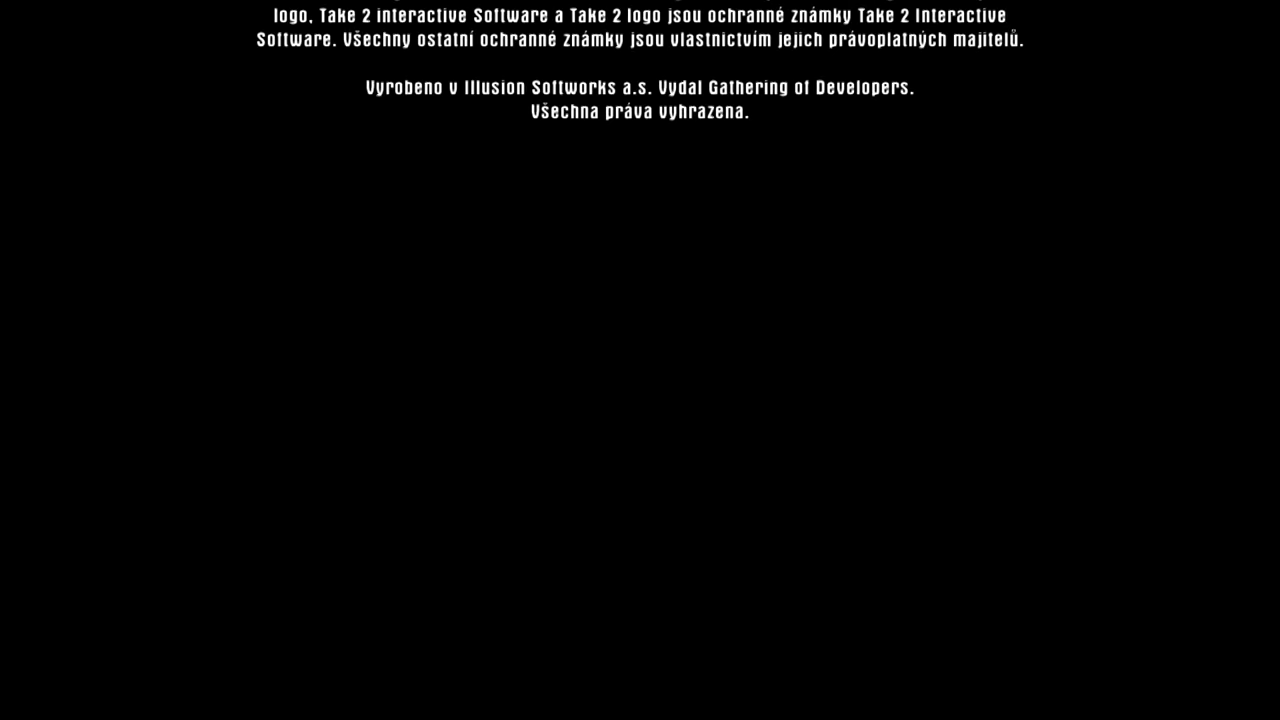 logo, Take 2 interactive Software a Take 2 logo jsou ochranné známky Take 2 Interactive
Software. Všechny ostatní ochranné známky jsou vlastnictvím jejich právoplatných majitelů.
Vyrobeno v Illusion Softworks a.s. Vydal Gathering of Developers.
Všechna práva vyhrazena.